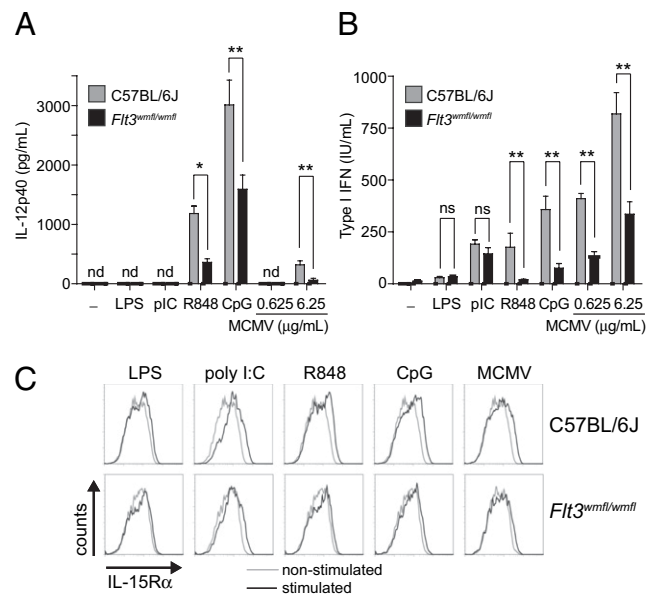 A
IL-12p40 (pg/mL)
3000
2000
1000
0
C57BL/6J
Flt3wmfl/wmfl
**
*
**
nd
nd
nd
nd
–
LPS
pIC
R848
CpG
0.625
6.25
MCMV (µg/mL)
B
Type I IFN (IU/mL)
1000
750
500
250
0
C57BL/6J
Flt3wmfl/wmfl
ns
ns
**
**
**
**
–
LPS
pIC
R848
CpG
0.625
6.25
MCMV (µg/mL)
C
LPS
poly I:C
R848
CpG
MCMV
C57BL/6J
Flt3wmfl/wmfl
counts
IL-15Rα
non-stimulated
stimulated